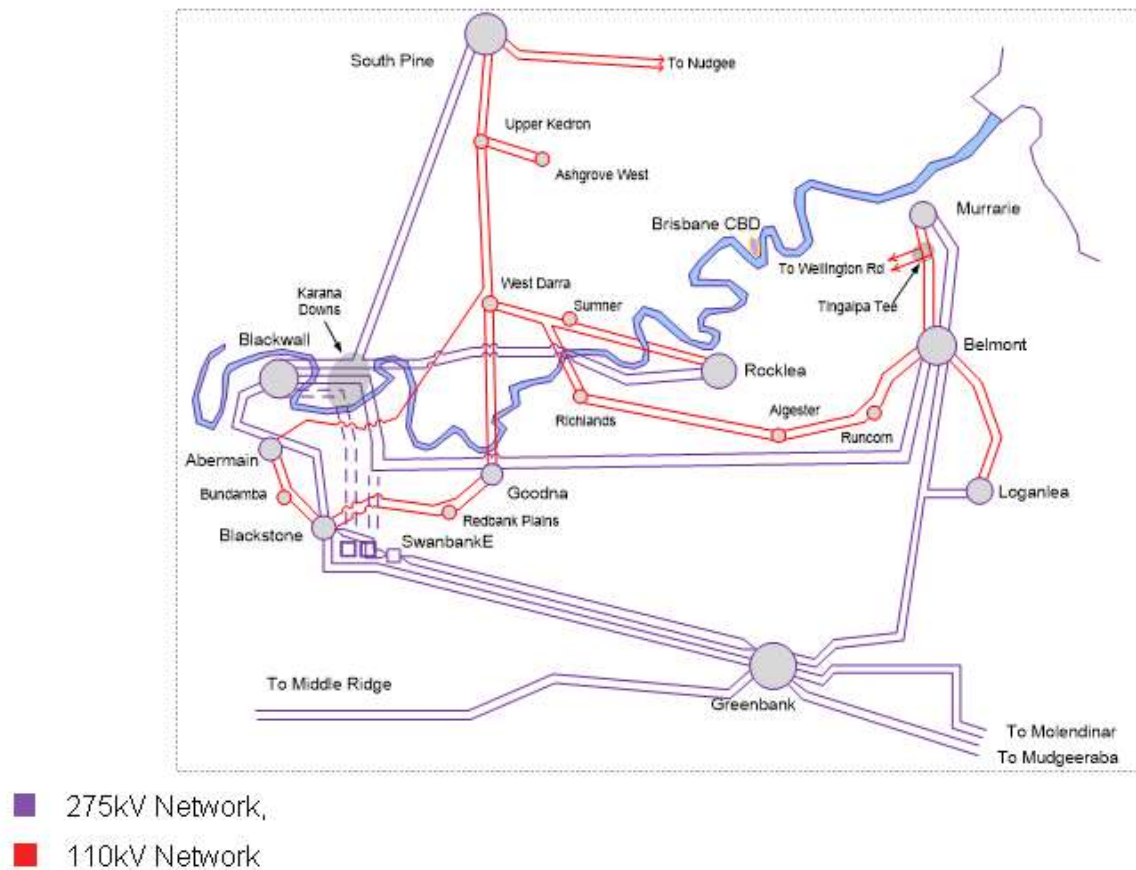 South Pine
To Nudgee
Upper Kedron
Ashgrove West
Murrarie
Brisbane CBD
To Wellington Rd
West Darra
Karana
Downs
Sumner
Tingalpa Tee
Blackwall
Belmont
Rocklea
Richlands
Algester
Runcorn
Abermain
Bundamba
Goodna
Loganlea
Redbank Plains
Blackstone
SwanbankE
To Middle Ridge
Greenbank
To Molendinar
To Mudgeeraba
275kV Network,
110kV Network